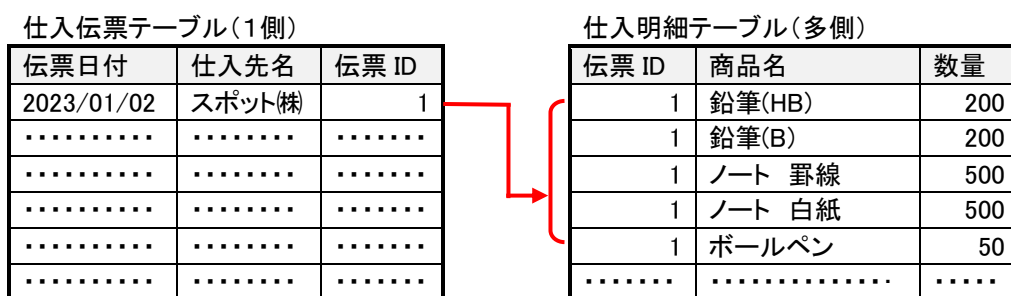 仕入伝票テーブル（１側）
伝票日付 仕入先名 伝票 ID
2023/01/02 スポット㈱ 1
・・・・・・・・・・ ・・・・・・・・ ・・・・・・・
・・・・・・・・・・ ・・・・・・・・ ・・・・・・・
・・・・・・・・・・ ・・・・・・・・ ・・・・・・・
・・・・・・・・・・ ・・・・・・・・ ・・・・・・・
・・・・・・・・・・ ・・・・・・・・ ・・・・・・・
仕入明細テーブル（多側）
伝票 ID 商品名 数量
1 鉛筆(HB) 200
1 鉛筆(B) 200
1 ノート　罫線 500
1 ノート　白紙 500
1 ボールペン 50
・・・・・・・ ・・・・・・・・・・・・・・ ・・・・・